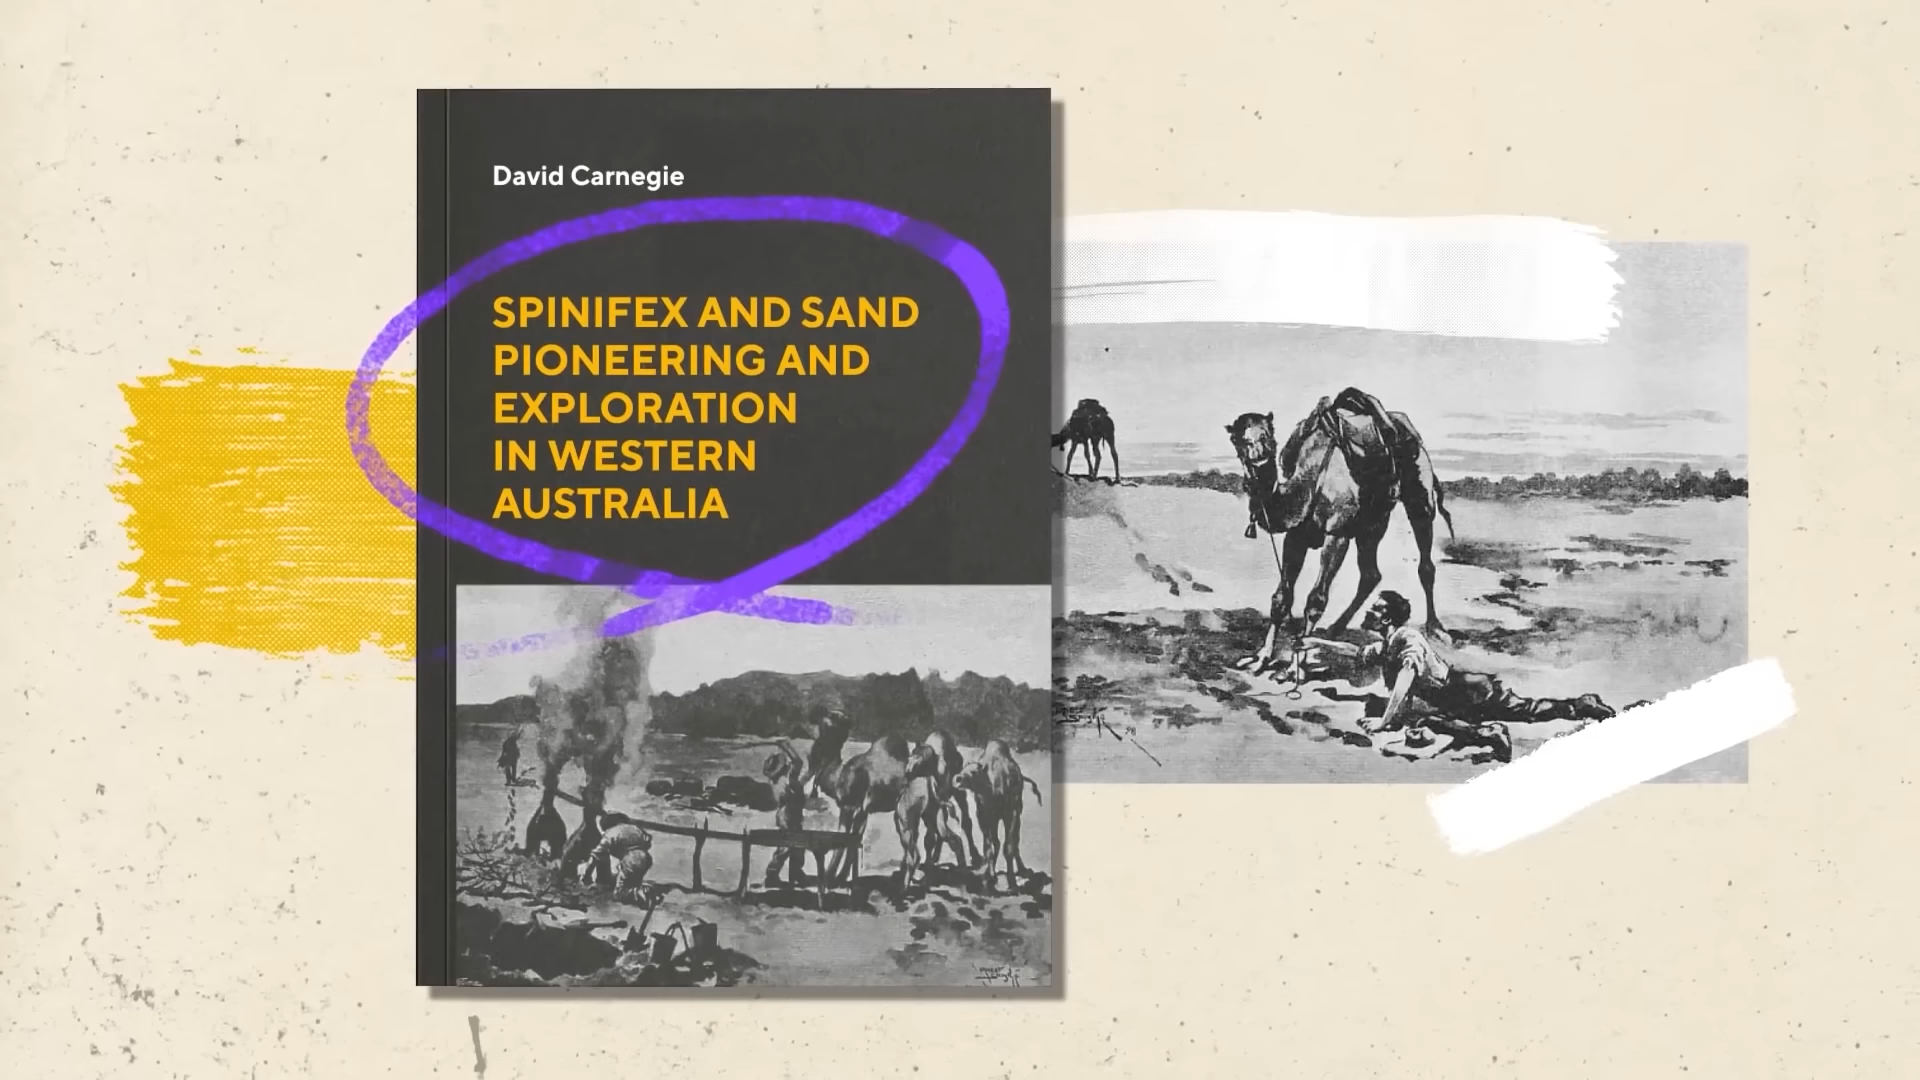 David Carnegie
SPINIFEX AND SAND
PIONEERING AND
EXPLORATION
IN WESTERN
AUSTRALIA